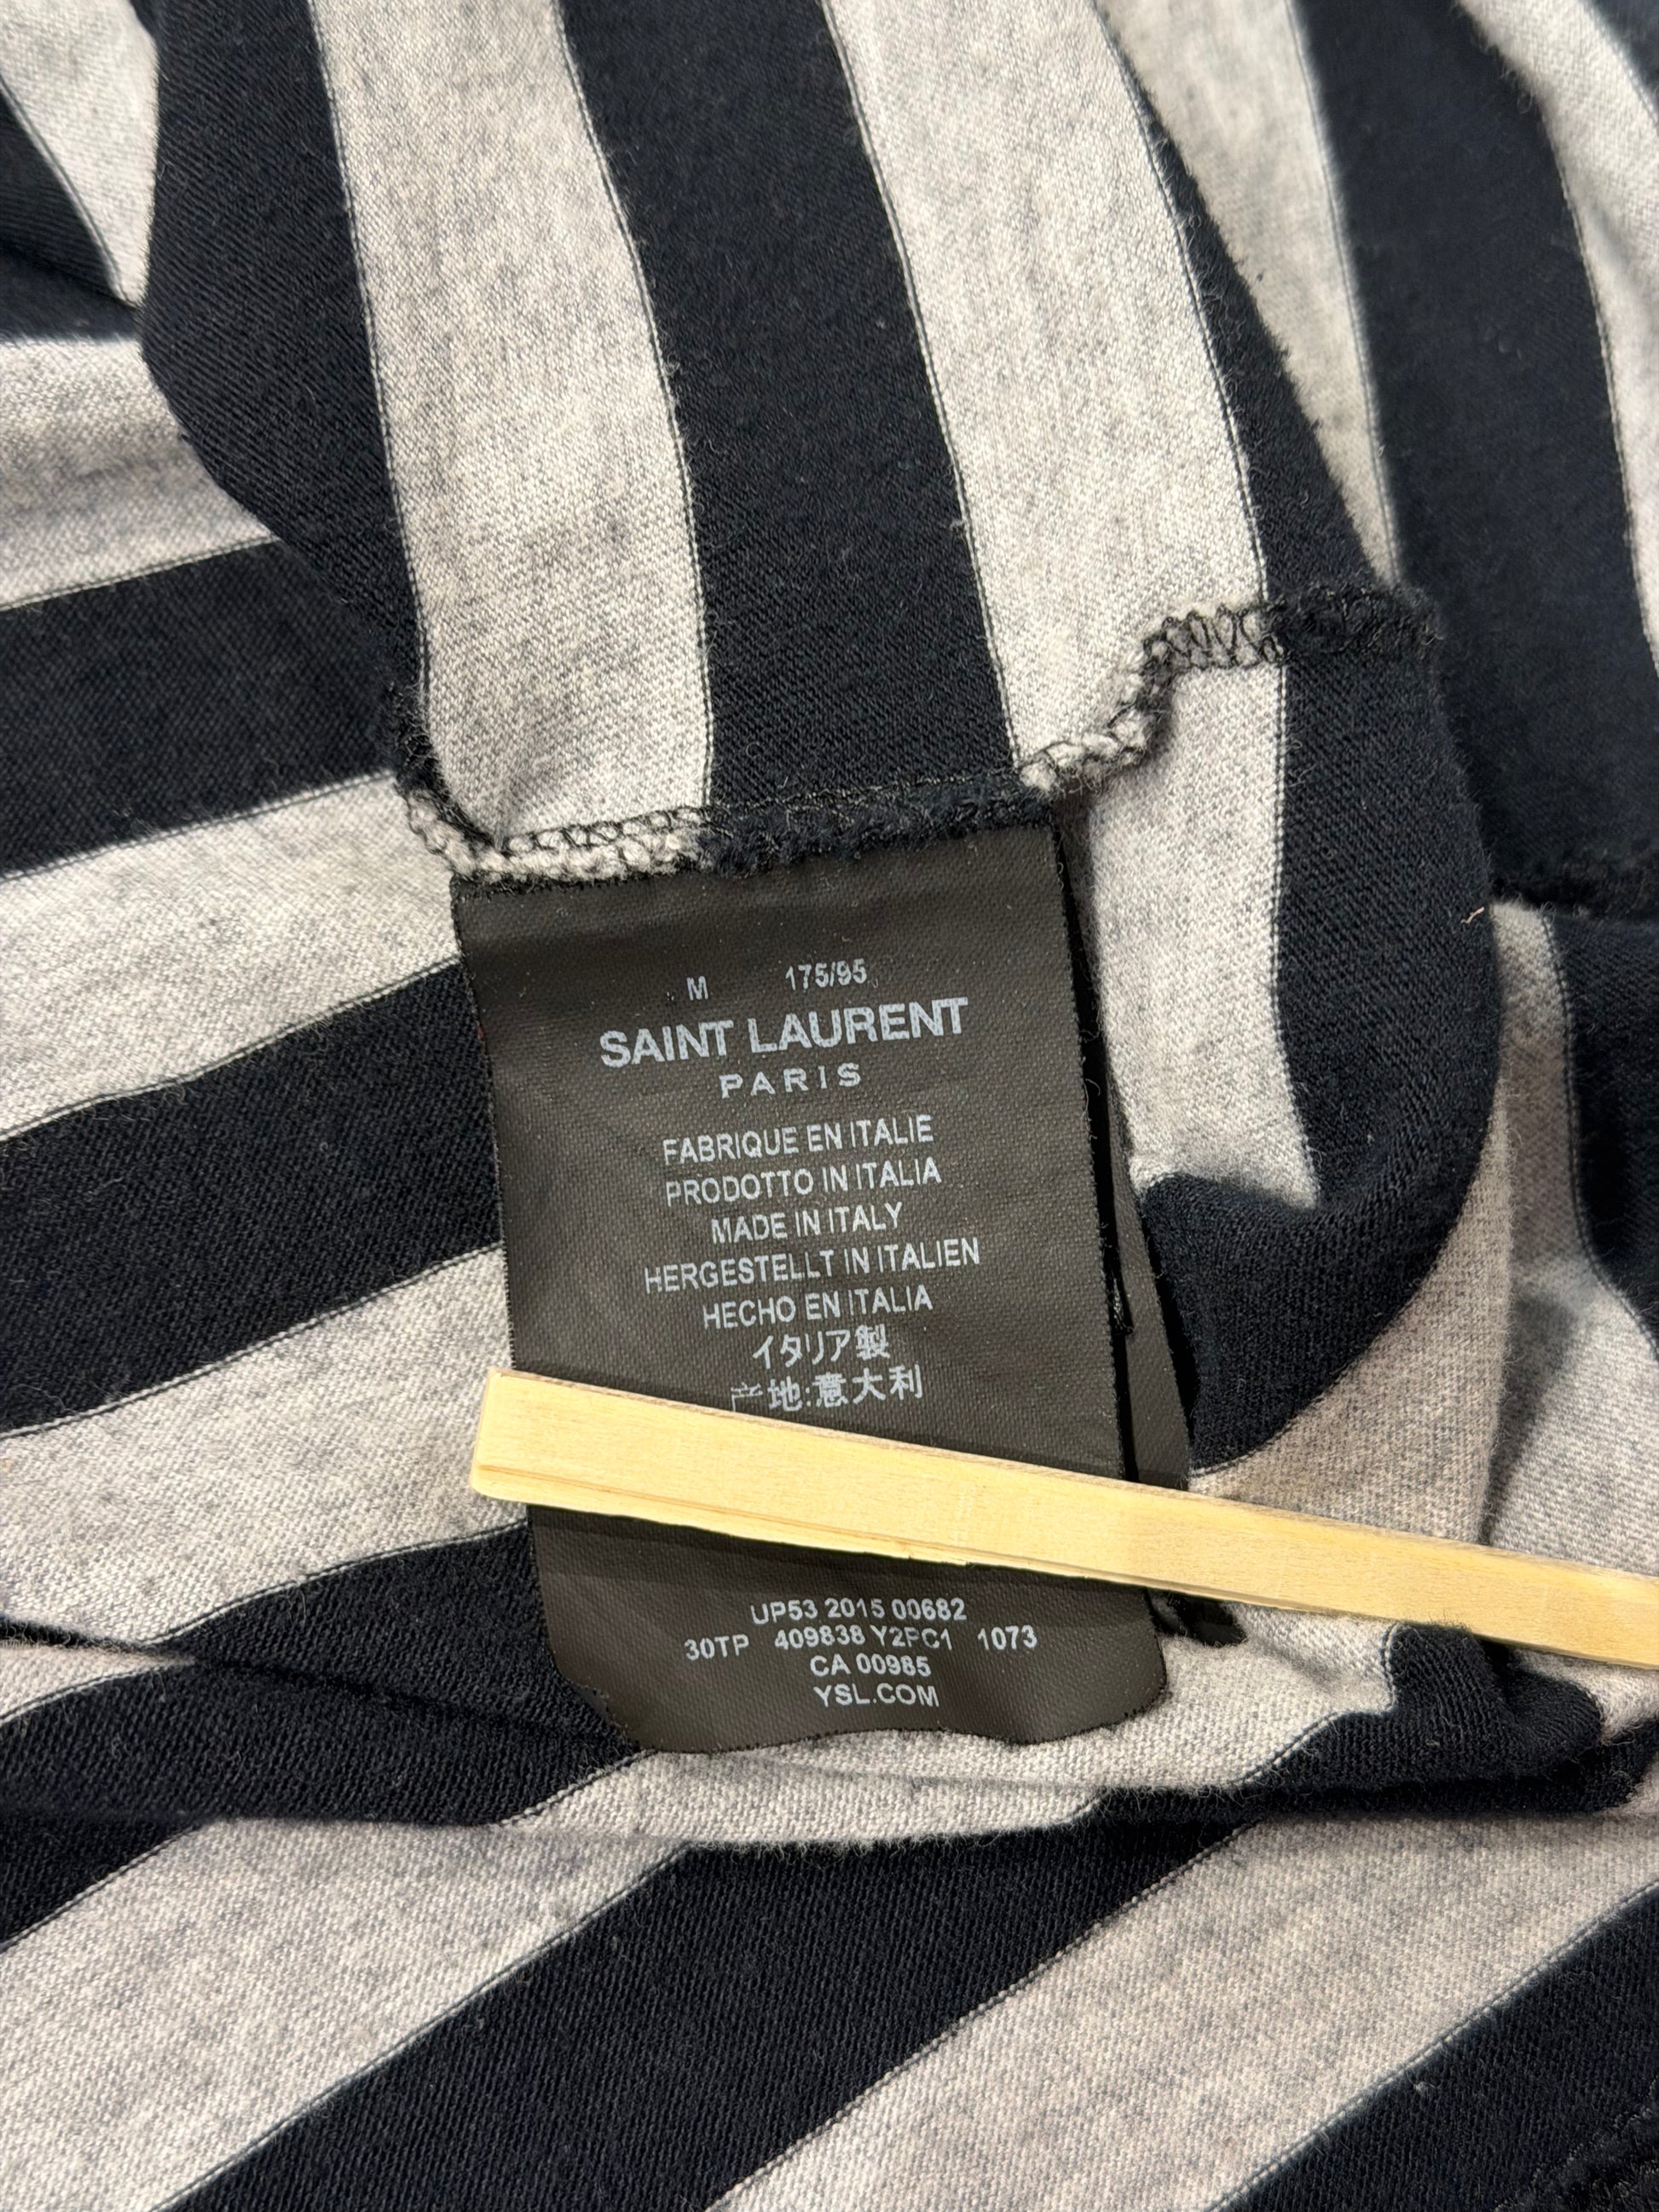 M 175/95
SAINT LAURENT
PARIS
FABRIQUE EN ITALIE
PRODOTTO IN ITALIA
MADE IN ITALY
HERGESTELLT IN ITALIEN
HECHO EN ITALIA
イタリア製
产地:意大利
UP53 2015 00682
30TP 409838 Y2PC1 1073
CA 00985
YSL.COM